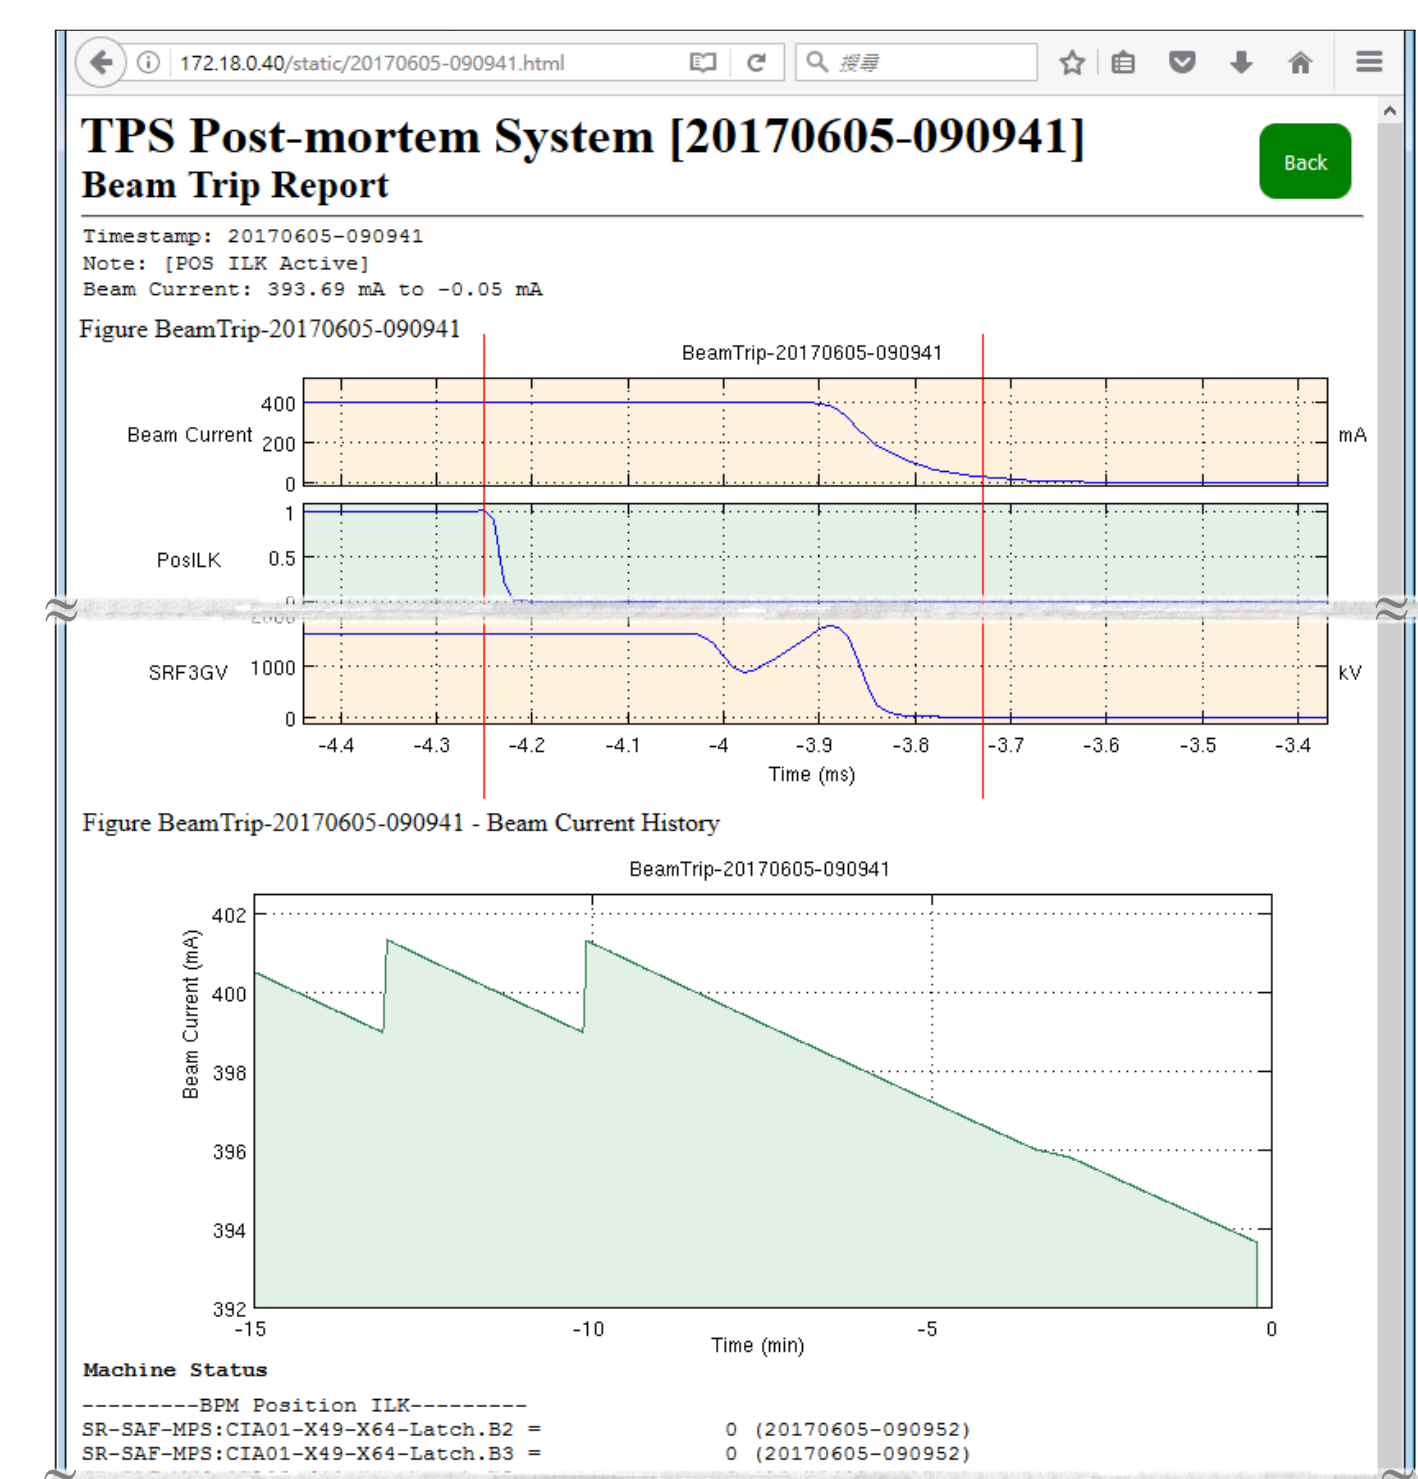 172.18.0.40/static/20170605-090941.html
搜尋
TPS Post-mortem System [20170605-090941]
Back
Beam Trip Report
Timestamp: 20170605-090941
Note: [POS ILK Active]
Beam Current: 393.69 mA to -0.05 mA
Figure BeamTrip-20170605-090941
BeamTrip-20170605-090941
400
Beam Current
200
mA
0
1
PosILK
0.5
0
2000
SRF3GV
1000
kV
0
-4.4 -4.3 -4.2 -4.1 -4 -3.9 -3.8 -3.7 -3.6 -3.5 -3.4
Time (ms)
Figure BeamTrip-20170605-090941 - Beam Current History
BeamTrip-20170605-090941
402
Beam Current (mA)
400
398
396
394
392
-15 -10 -5 0
Time (min)
Machine Status
---------BPM Position ILK---------
SR-SAF-MPS:CIA01-X49-X64-Latch.B2 = 0 (20170605-090952)
SR-SAF-MPS:CIA01-X49-X64-Latch.B3 = 0 (20170605-090952)